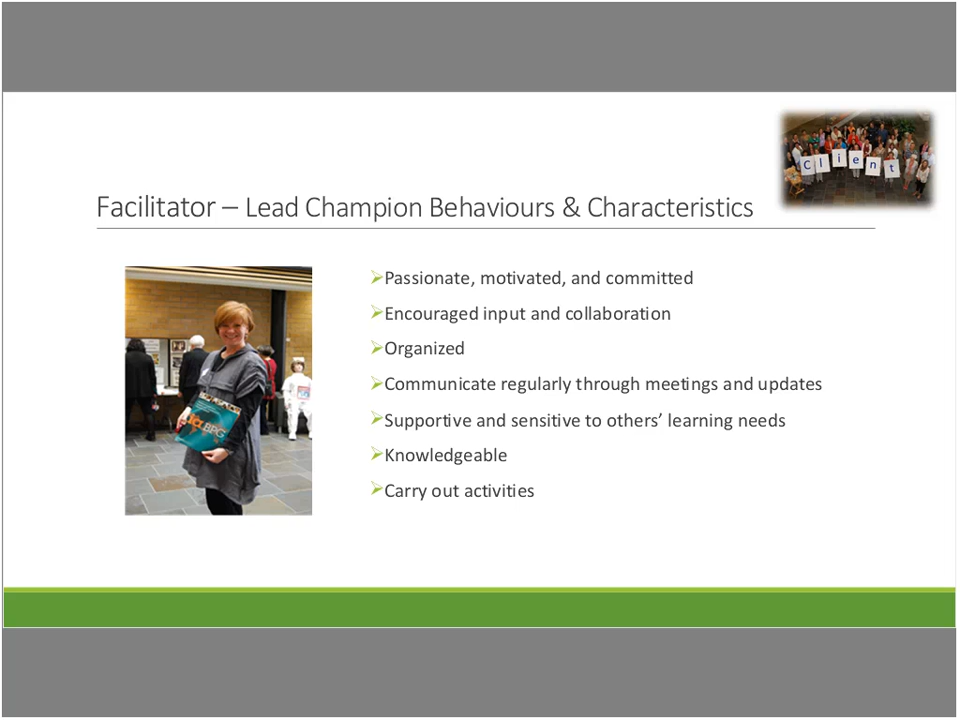 Client
Facilitator – Lead Champion Behaviours & Characteristics
Passionate, motivated, and committed
Encouraged input and collaboration
Organized
Communicate regularly through meetings and updates
Supportive and sensitive to others’ learning needs
Knowledgeable
Carry out activities
BPG